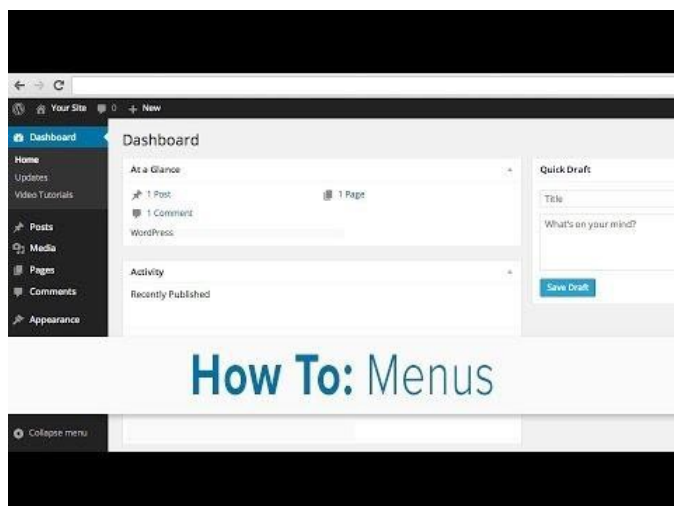 Your Site 0 + New
Dashboard
Home
Updates
Video Tutorials
Posts
Media
Pages
Comments
Appearance
Collapse menu
Dashboard
At a Glance
1 Post
1 Page
1 Comment
WordPress
Activity
Recently Published
Quick Draft
Title
What's on your mind?
Save Draft
How To: Menus